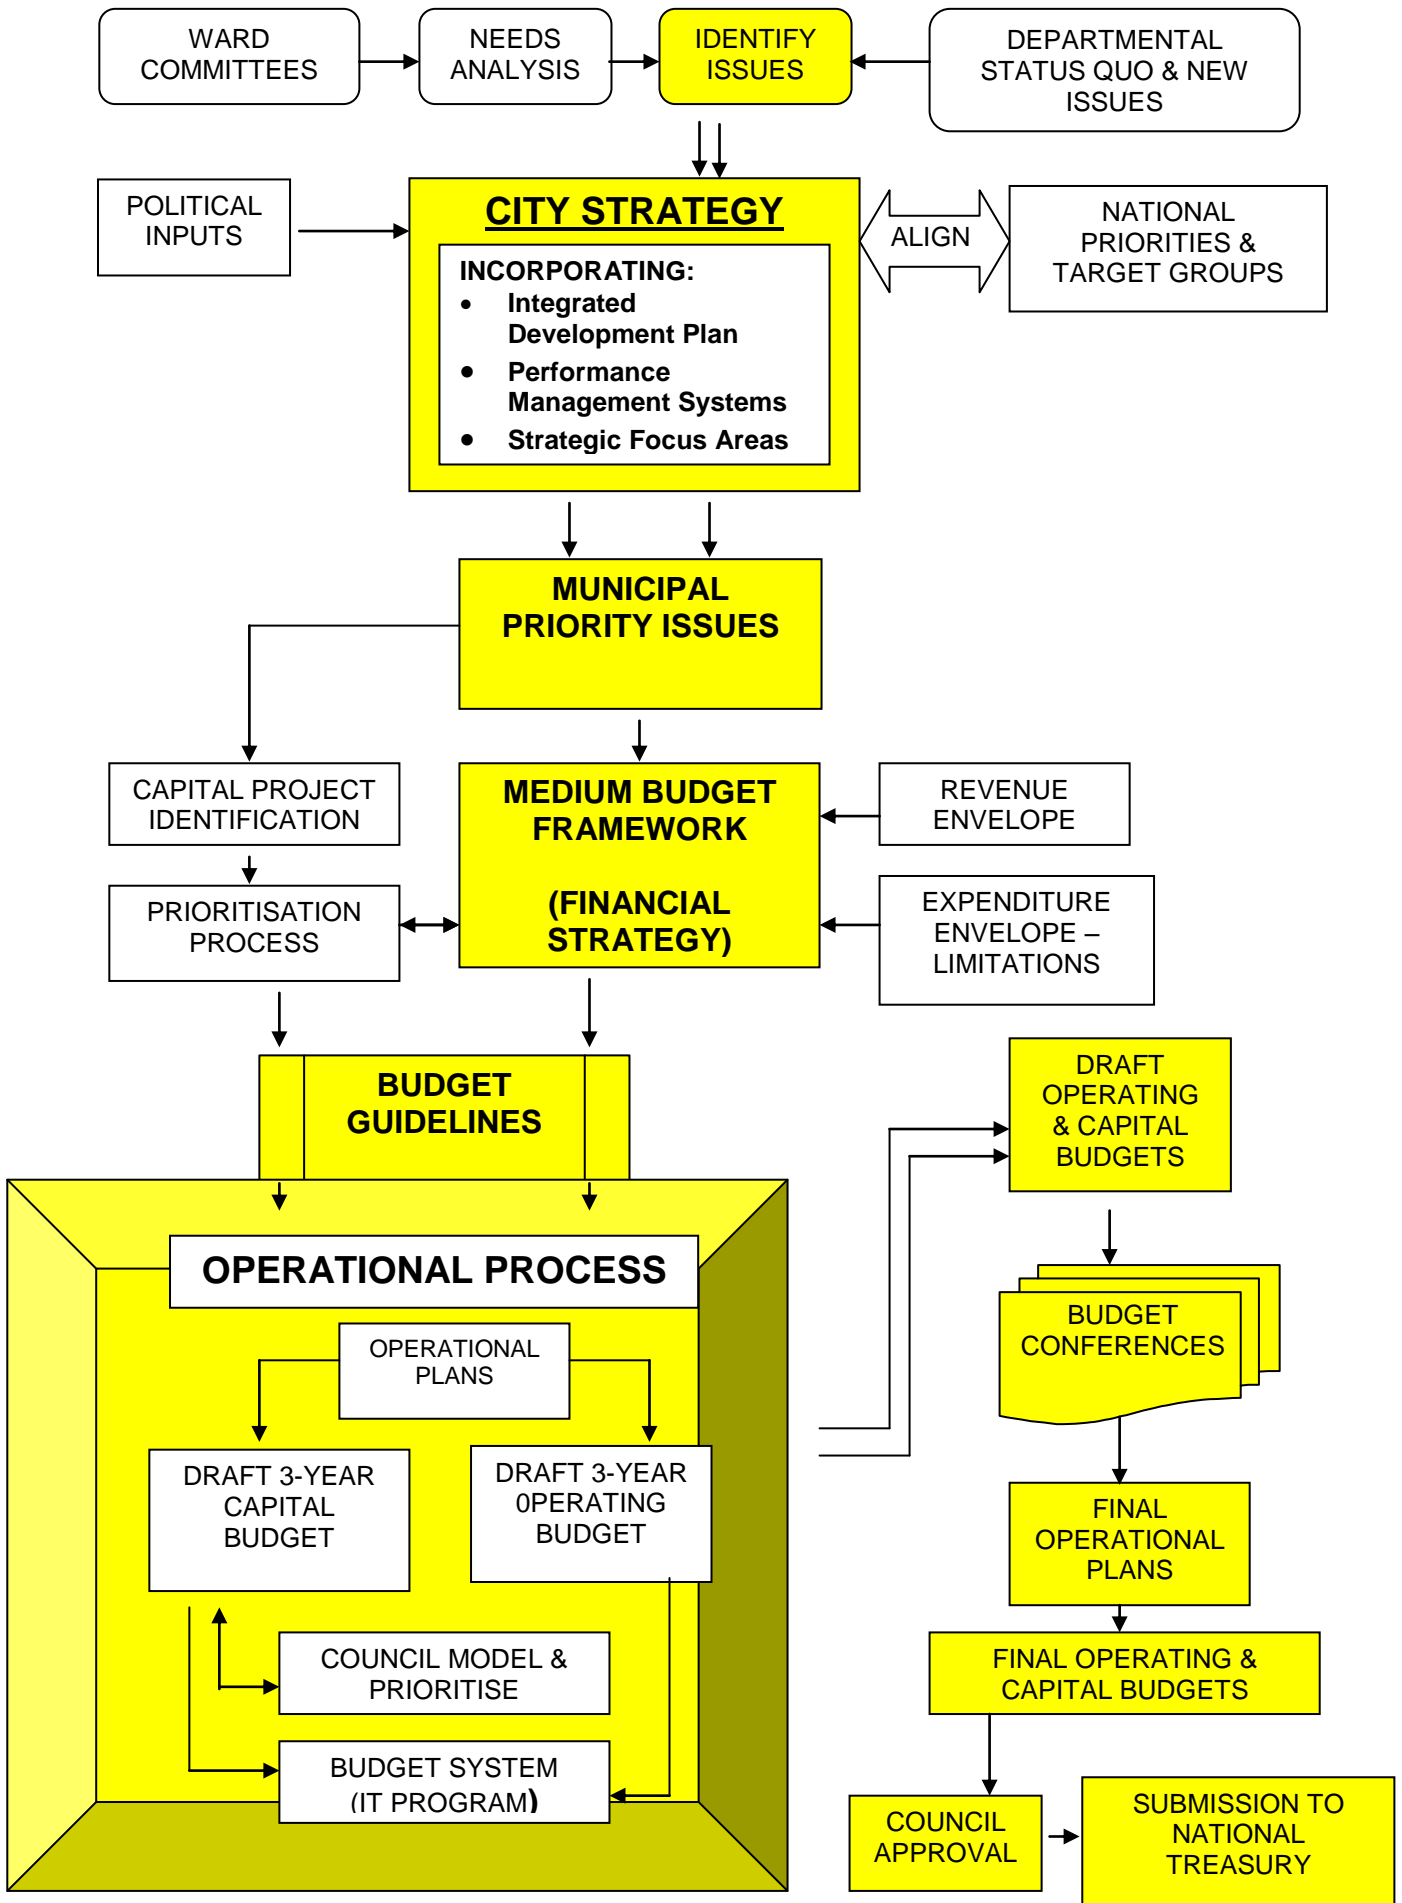 WARD
COMMITTEES
NEEDS
ANALYSIS
IDENTIFY
ISSUES
DEPARTMENTAL
STATUS QUO & NEW
ISSUES
POLITICAL
INPUTS
CITY STRATEGY
INCORPORATING:
• Integrated
Development Plan
• Performance
Management Systems
• Strategic Focus Areas
ALIGN
NATIONAL
PRIORITIES &
TARGET GROUPS
MUNICIPAL
PRIORITY ISSUES
CAPITAL PROJECT
IDENTIFICATION
MEDIUM BUDGET
FRAMEWORK
(FINANCIAL
STRATEGY)
REVENUE
ENVELOPE
PRIORITISATION
PROCESS
EXPENDITURE
ENVELOPE –
LIMITATIONS
BUDGET
GUIDELINES
OPERATIONAL PROCESS
OPERATIONAL
PLANS
DRAFT 3-YEAR
CAPITAL
BUDGET
DRAFT 3-YEAR
0PERATING
BUDGET
COUNCIL MODEL &
PRIORITISE
BUDGET SYSTEM
(IT PROGRAM)
DRAFT
OPERATING
& CAPITAL
BUDGETS
BUDGET
CONFERENCES
FINAL
OPERATIONAL
PLANS
FINAL OPERATING &
CAPITAL BUDGETS
COUNCIL
APPROVAL
SUBMISSION TO
NATIONAL
TREASURY